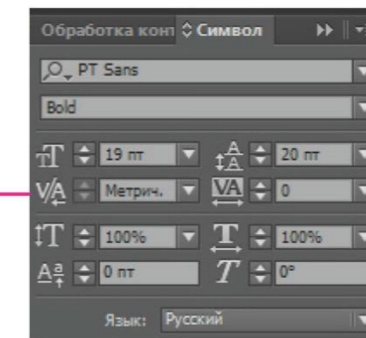 Обработка конт Символ
PT Sans
Bold
19 пт 20 пт
Метрич. 0
100% 100%
0 пт 0°
Язык: Русский